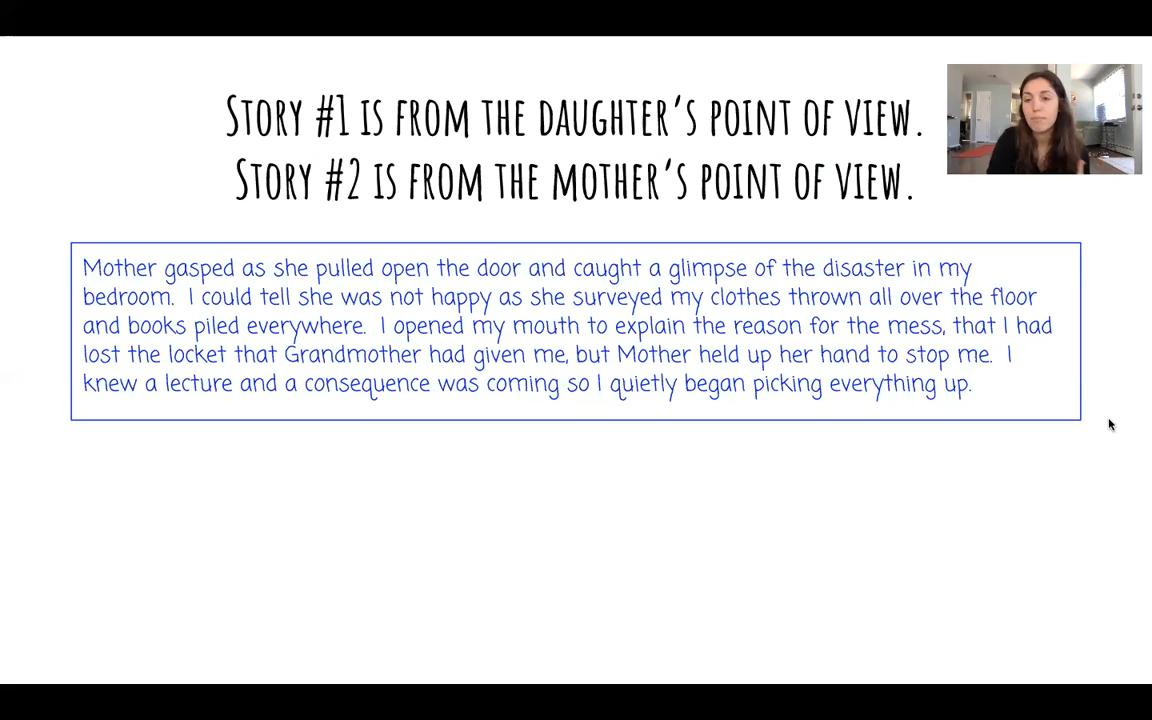 Story #1 is from the daughter's point of view.
Story #2 is from the mother's point of view.
Mother gasped as she pulled open the door and caught a glimpse of the disaster in my
bedroom. I could tell she was not happy as she surveyed my clothes thrown all over the floor
and books piled everywhere. I opened my mouth to explain the reason for the mess, that I had
lost the locket that Grandmother had given me, but Mother held up her hand to stop me. I
knew a lecture and a consequence was coming so I quietly began picking everything up.